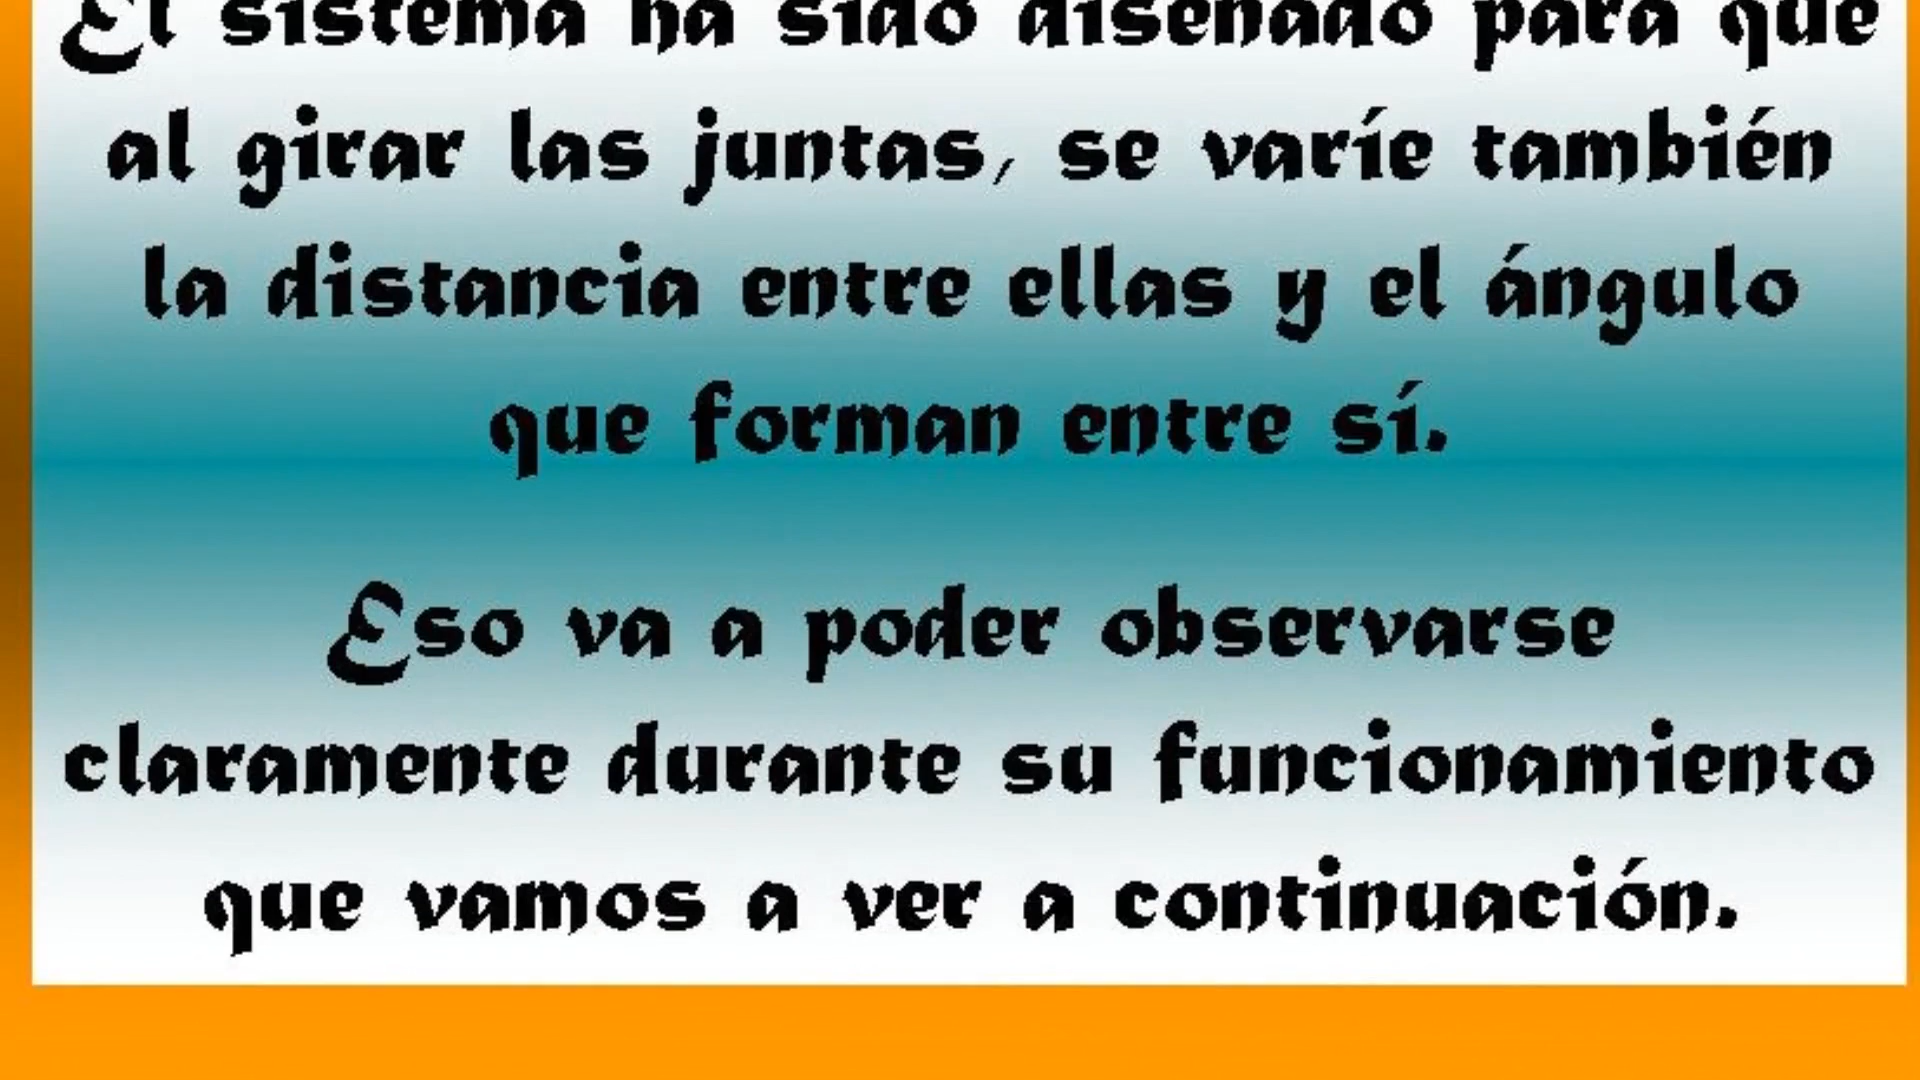 El sistema ha sido diseñado para que
al girar las juntas, se varíe también
la distancia entre ellas y el ángulo
que forman entre sí.
Eso va a poder observarse
claramente durante su funcionamiento
que vamos a ver a continuación.